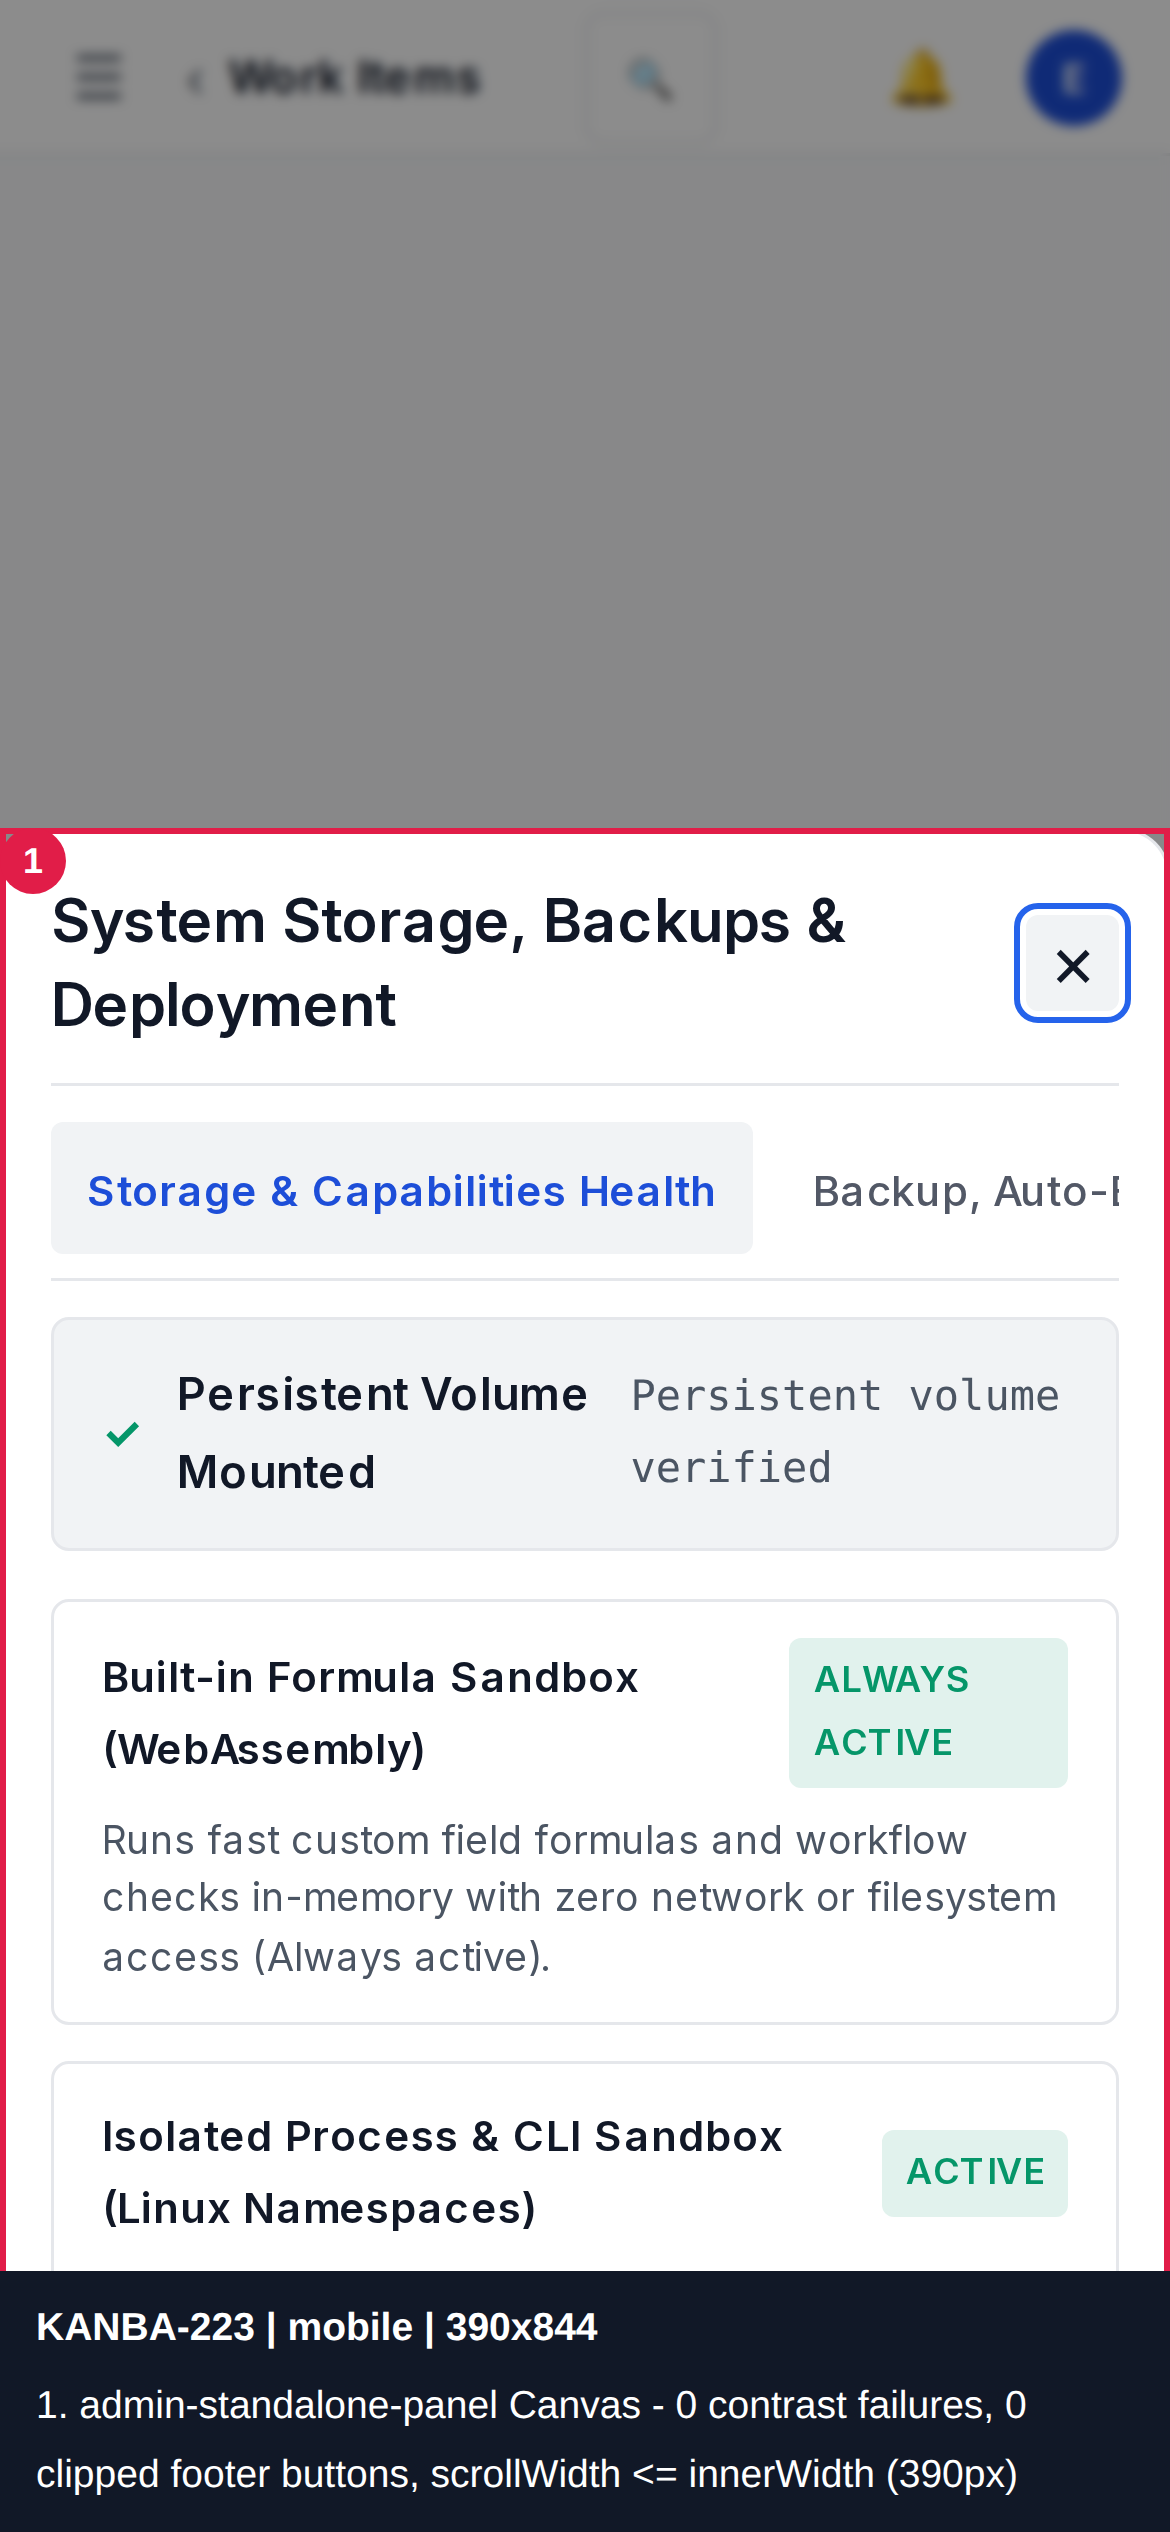 ‹ Work Items
E
1
System Storage, Backups &
Deployment
Storage & Capabilities Health
Backup, Auto-
Persistent Volume
Mounted
Persistent volume
verified
Built-in Formula Sandbox
(WebAssembly)
ALWAYS
ACTIVE
Runs fast custom field formulas and workflow
checks in-memory with zero network or filesystem
access (Always active).
Isolated Process & CLI Sandbox
(Linux Namespaces)
ACTIVE
KANBA-223 | mobile | 390x844
1. admin-standalone-panel Canvas - 0 contrast failures, 0
clipped footer buttons, scrollWidth <= innerWidth (390px)